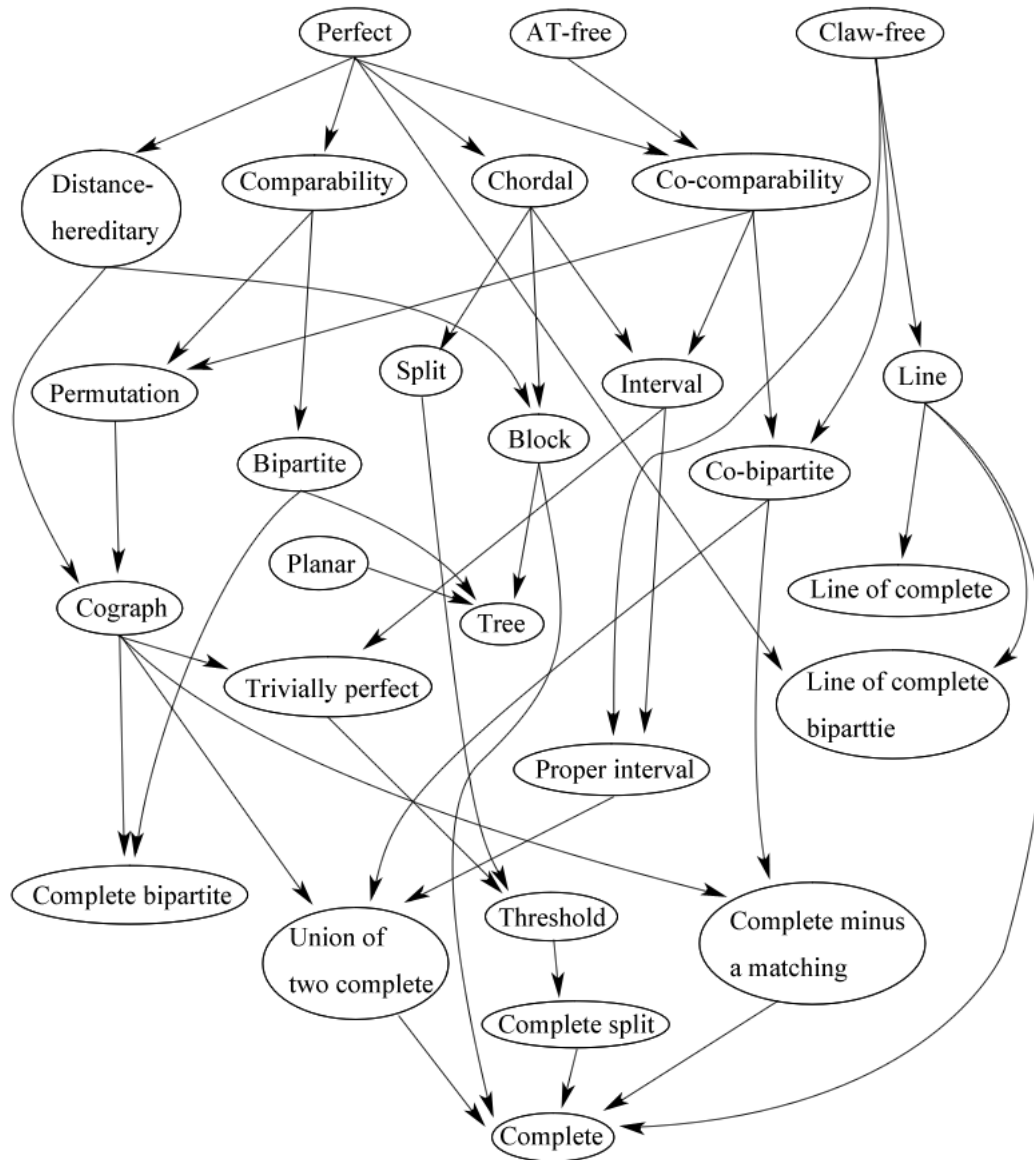 Perfect
AT-free
Claw-free
Distance-
hereditary
Comparability
Chordal
Co-comparability
Permutation
Split
Interval
Line
Bipartite
Block
Co-bipartite
Planar
Cograph
Tree
Line of complete
Trivially perfect
Line of complete
biparttie
Proper interval
Complete bipartite
Union of
two complete
Threshold
Complete minus
a matching
Complete split
Complete